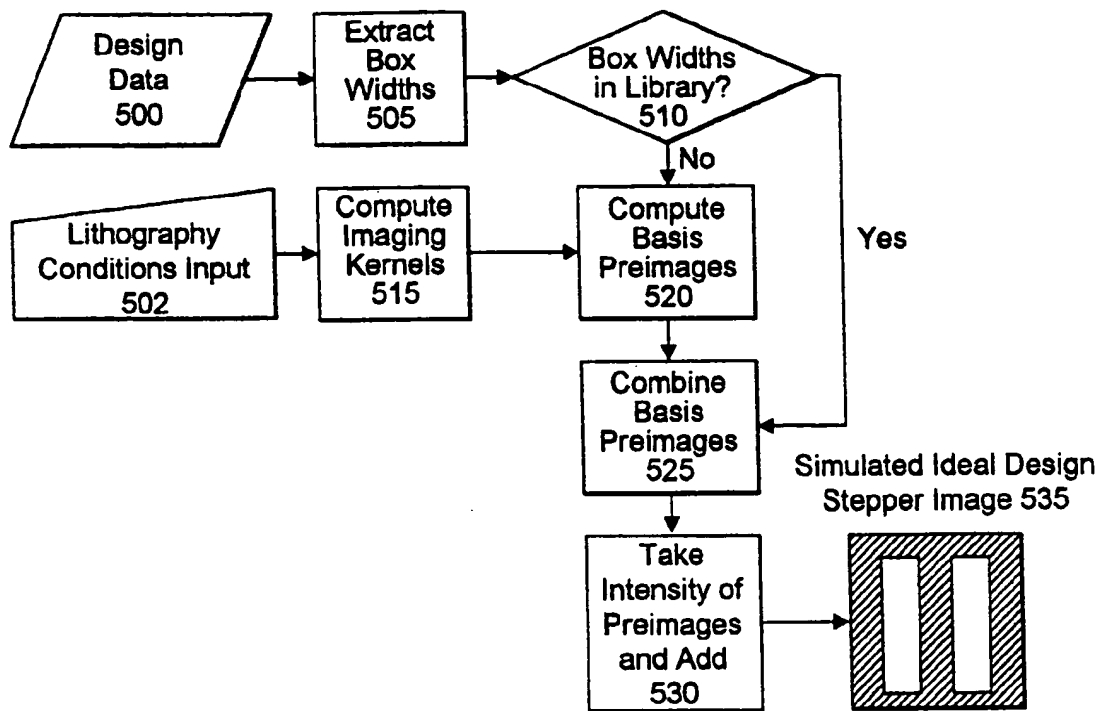 Design
Data
500
Extract
Box
Widths
505
Box Widths
in Library?
510
No
Yes
Lithography
Conditions Input
502
Compute
Imaging
Kernels
515
Compute
Basis
Preimages
520
Combine
Basis
Preimages
525
Simulated Ideal Design
Stepper Image 535
Take
Intensity of
Preimages
and Add
530